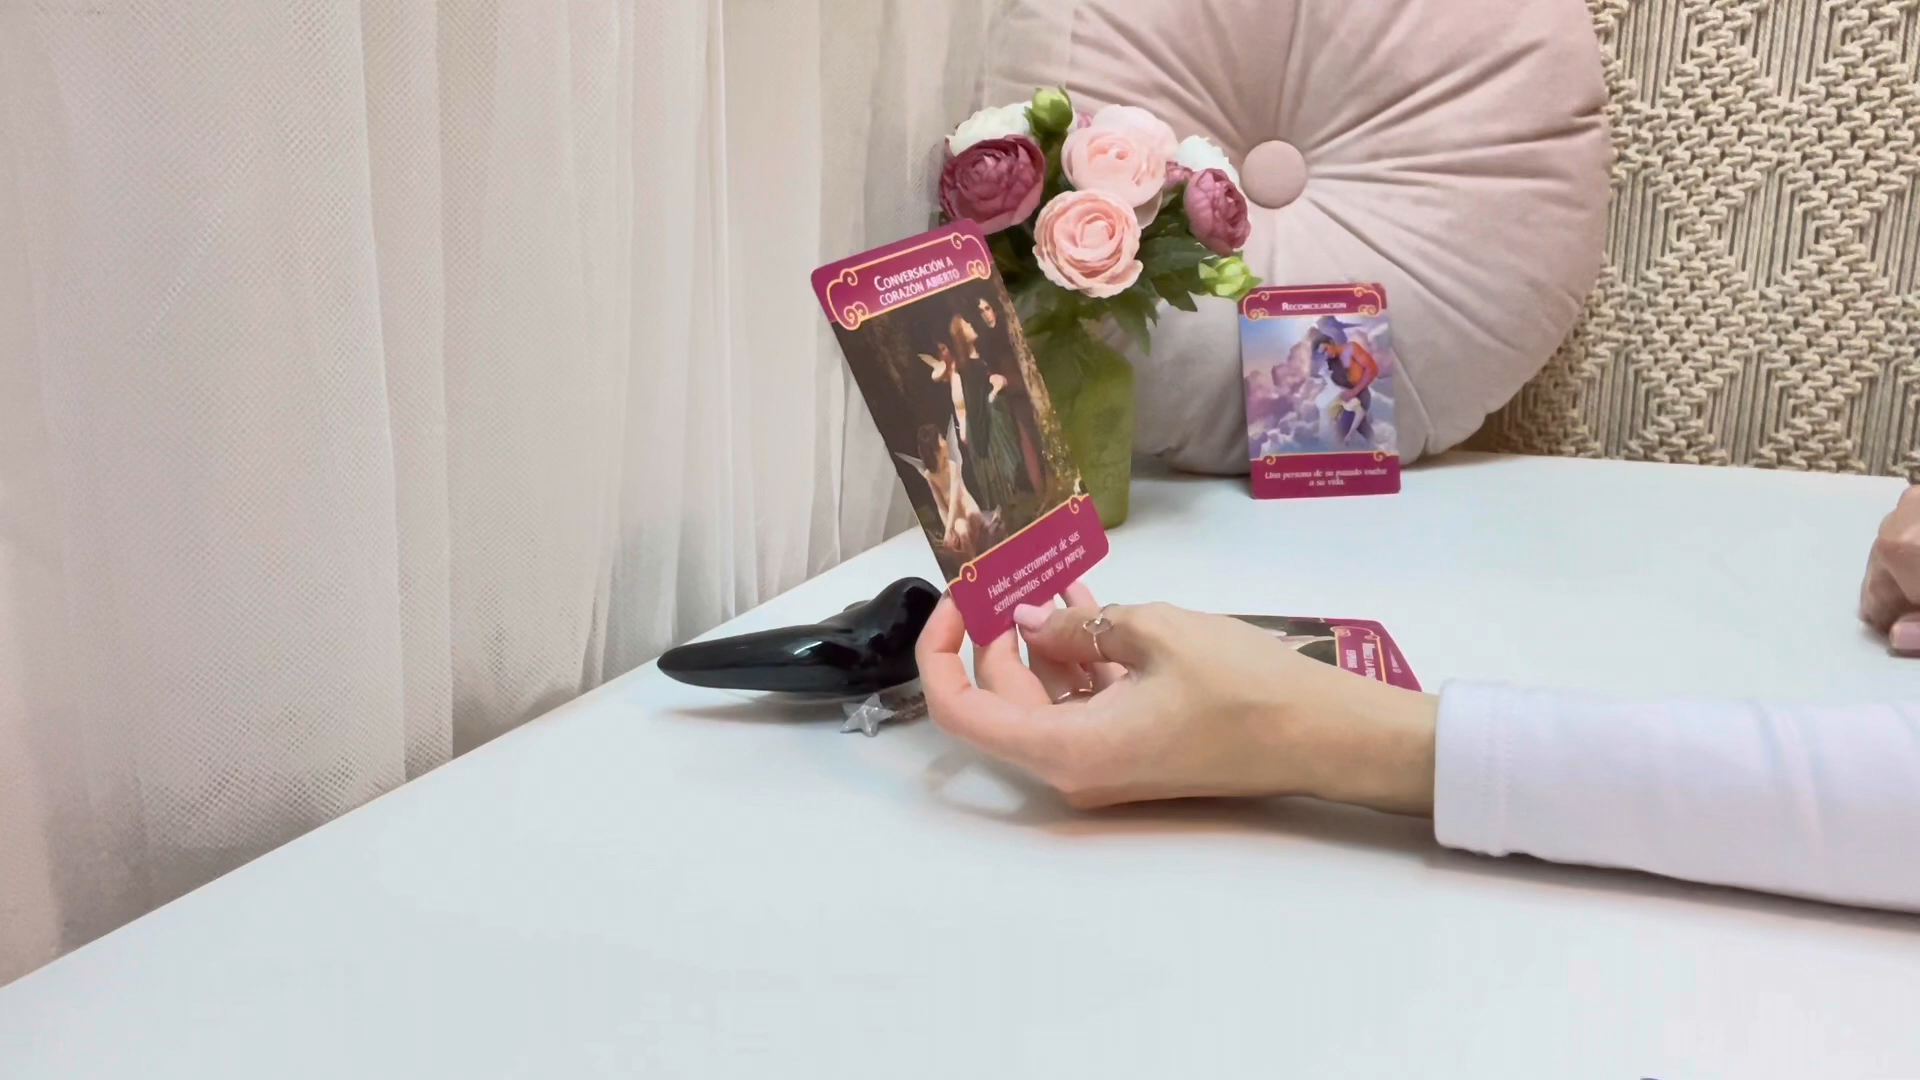 CONVERSACIÓN A
CORAZÓN ABIERTO
Hable sinceramente de sus
sentimientos con su pareja.
RECONCILIACIÓN
Una persona de su pasado vuelve
a su vida.